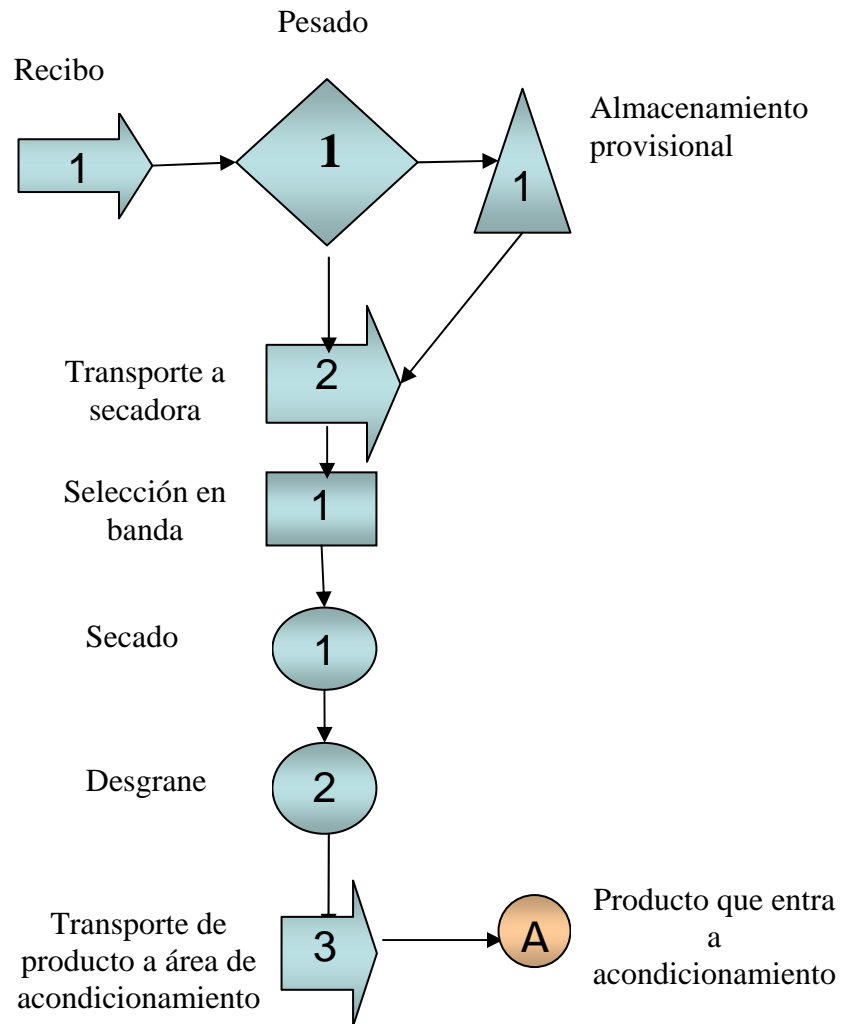 Pesado
Recibo
1
1
1
Almacenamiento
provisional
Transporte a
secadora
2
Selección en
banda
1
Secado
1
Desgrane
2
Transporte de
producto a área de
acondicionamiento
3
A
Producto que entra
a
acondicionamiento